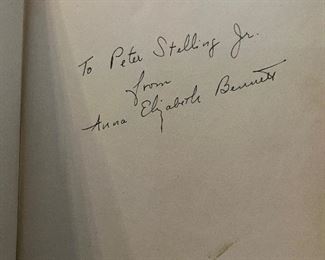 To Peter Stelling Jr.
from
Anna Elizabeth Bennett